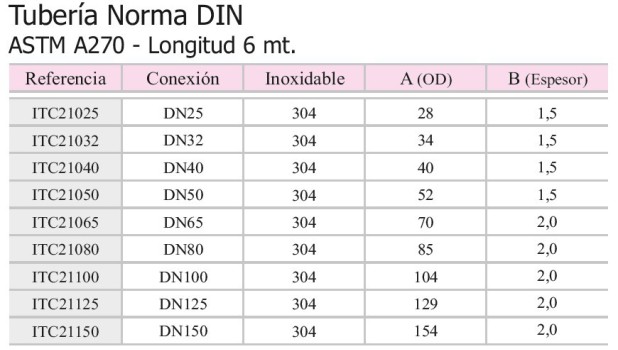 Tubería Norma DIN
ASTM A270 - Longitud 6 mt.
Referencia Conexión Inoxidable A (OD) B (Espesor)
ITC21025 DN25 304 28 1,5
ITC21032 DN32 304 34 1,5
ITC21040 DN40 304 40 1,5
ITC21050 DN50 304 52 1,5
ITC21065 DN65 304 70 2,0
ITC21080 DN80 304 85 2,0
ITC21100 DN100 304 104 2,0
ITC21125 DN125 304 129 2,0
ITC21150 DN150 304 154 2,0